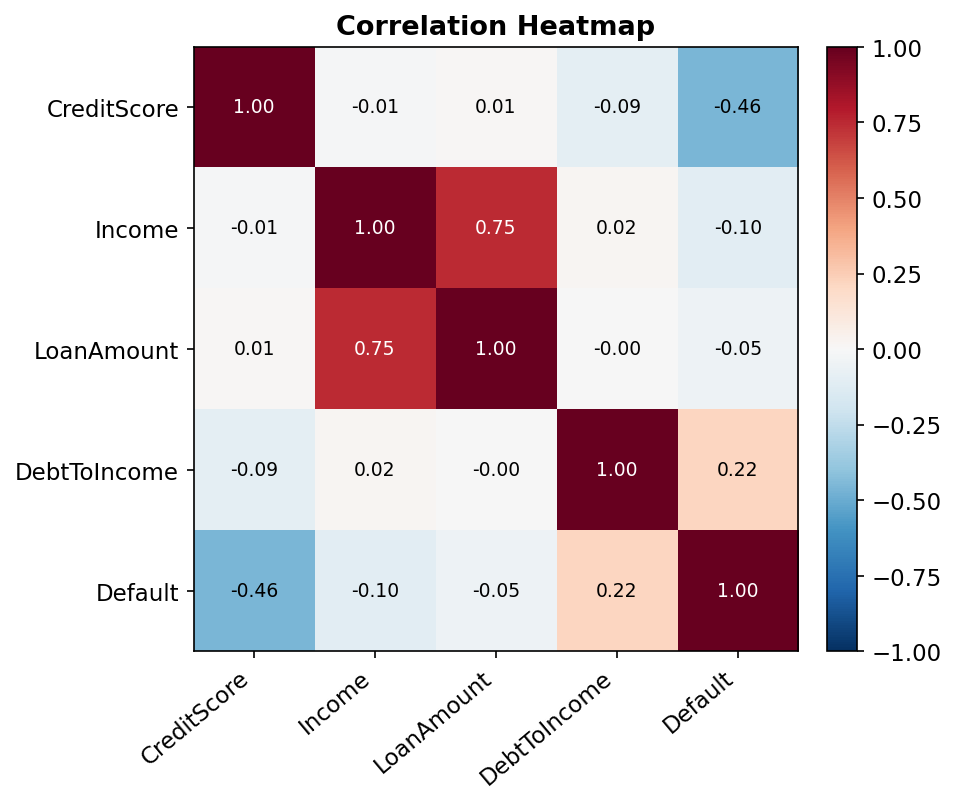 Correlation Heatmap
CreditScore 1.00 -0.01 0.01 -0.09 -0.46
Income -0.01 1.00 0.75 0.02 -0.10
LoanAmount 0.01 0.75 1.00 -0.00 -0.05
DebtToIncome -0.09 0.02 -0.00 1.00 0.22
Default -0.46 -0.10 -0.05 0.22 1.00
CreditScore Income LoanAmount DebtToIncome Default
1.00
0.75
0.50
0.25
0.00
−0.25
−0.50
−0.75
−1.00